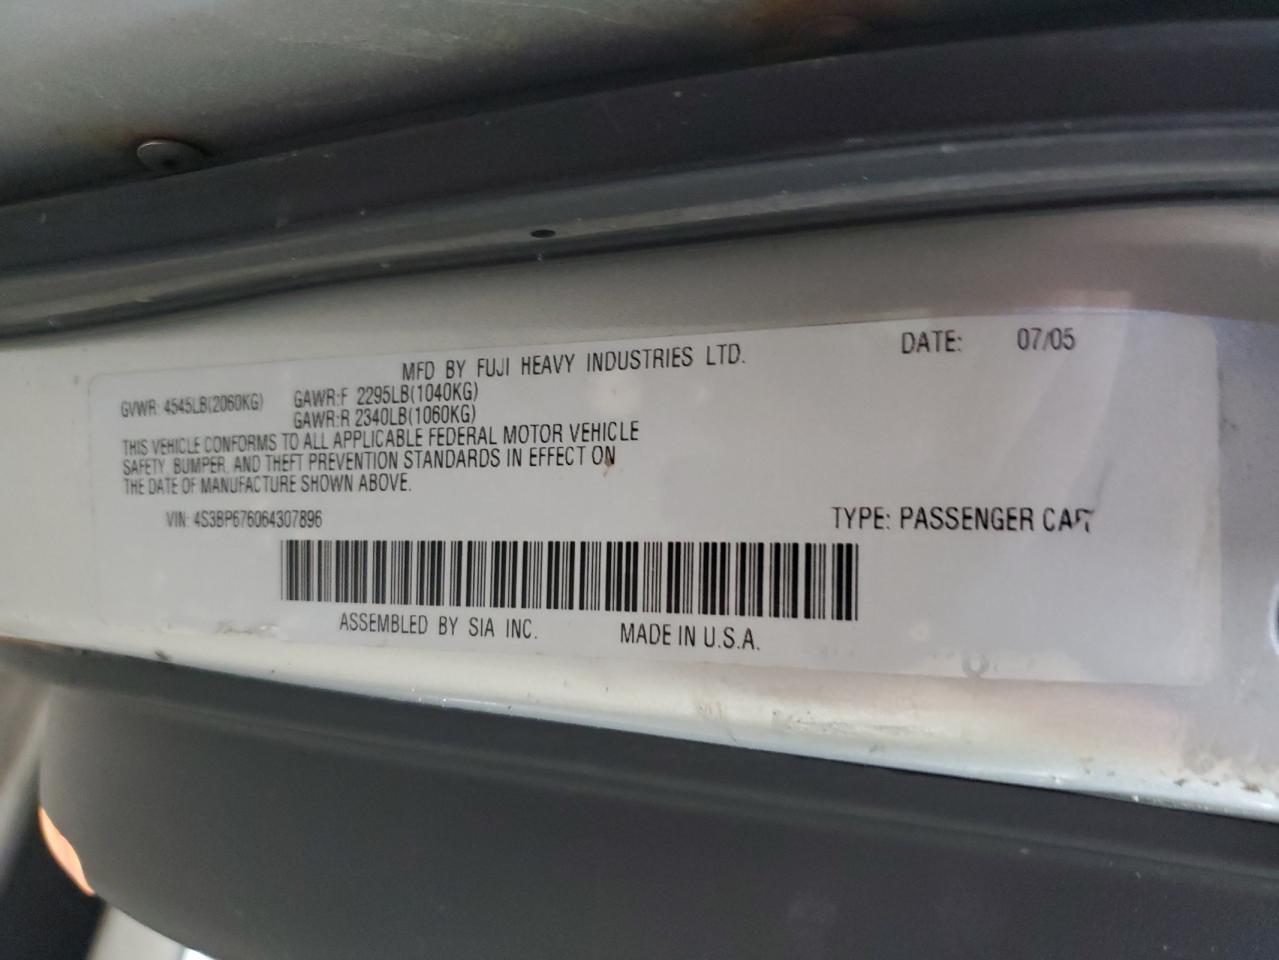 MFD BY FUJI HEAVY INDUSTRIES LTD. DATE: 07/05
GVWR: 4545LB(2060KG) GAWR:F 2295LB(1040KG)
GAWR:R 2340LB(1060KG)
THIS VEHICLE CONFORMS TO ALL APPLICABLE FEDERAL MOTOR VEHICLE
SAFETY, BUMPER, AND THEFT PREVENTION STANDARDS IN EFFECT ON
THE DATE OF MANUFACTURE SHOWN ABOVE.
VIN: 4S3BP676064307896 TYPE: PASSENGER CAR
ASSEMBLED BY SIA INC. MADE IN U.S.A.